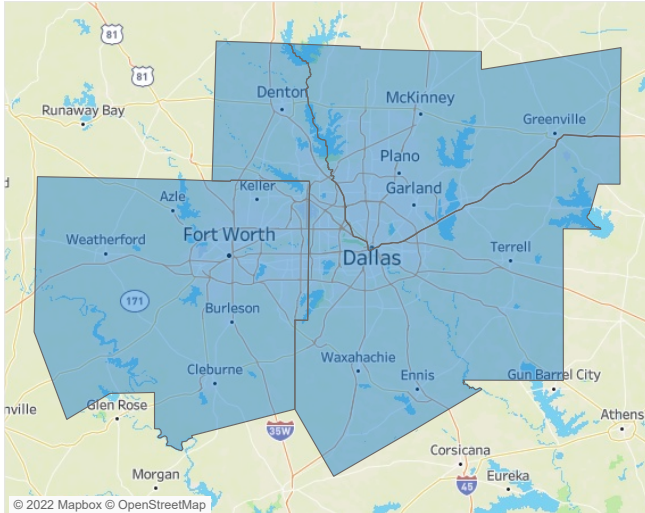 81
81
Runaway Bay
Denton
McKinney
Greenville
Plano
Garland
Keller
Azle
Weatherford
Fort Worth
Dallas
Terrell
171
Burleson
Waxahachie
Cleburne
Ennis
Gun Barrel City
nville
Glen Rose
Athens
35W
Corsicana
Morgan
45
Eureka
© 2022 Mapbox © OpenStreetMap